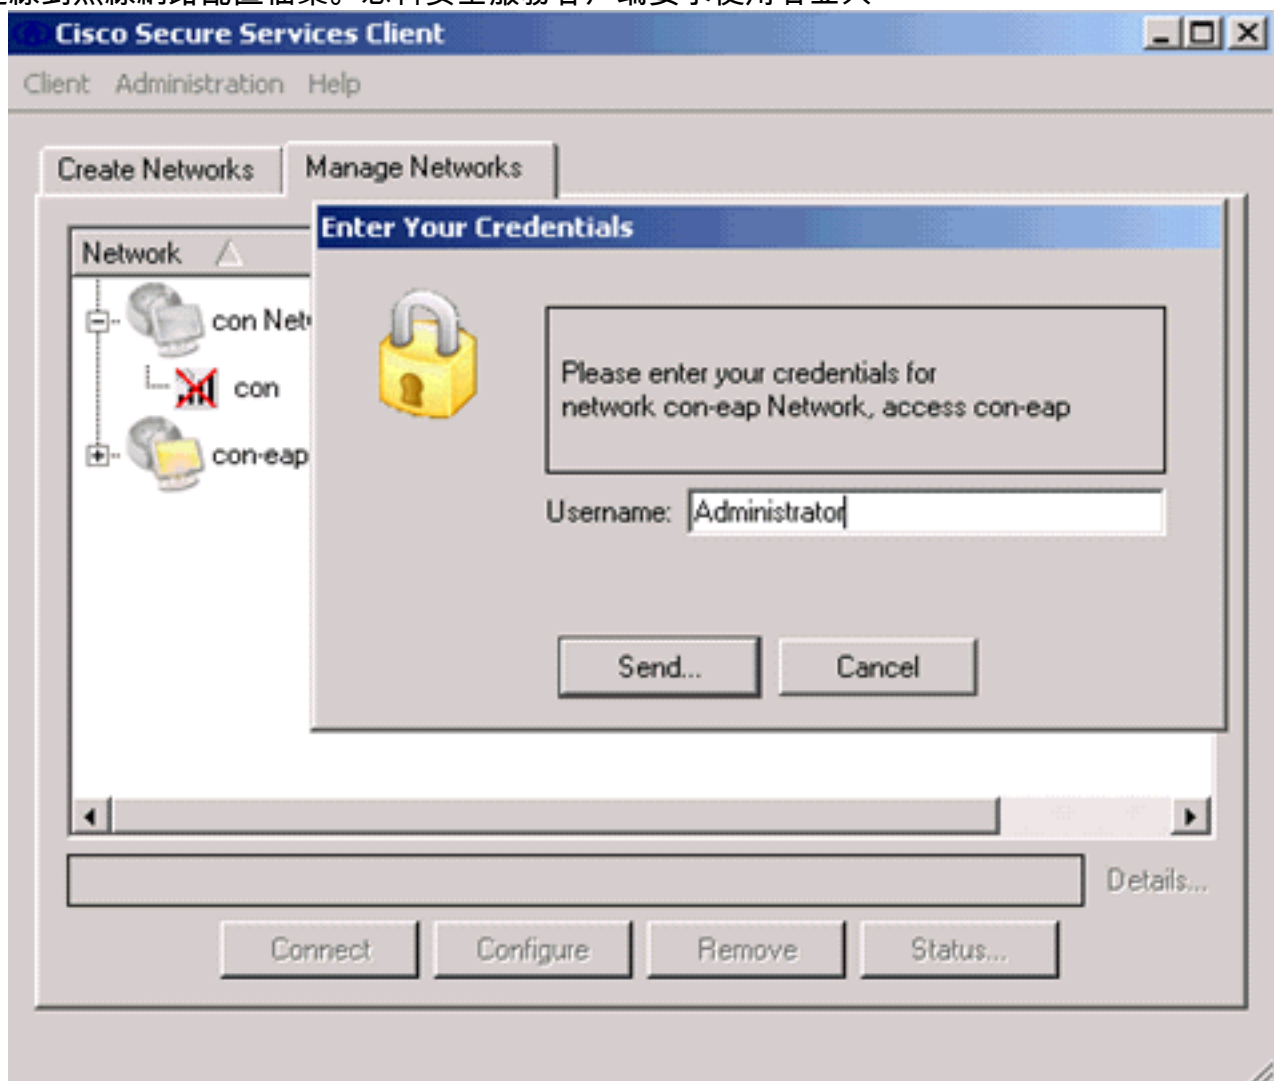 Cisco Secure Services Client
Client Administration Help
Create Networks Manage Networks
Enter Your Credentials
Network
con Net
con
con-eap
Please enter your credentials for
network con-eap Network, access con-eap
Username: Administrator
Send... Cancel
Details...
Connect Configure Remove Status...